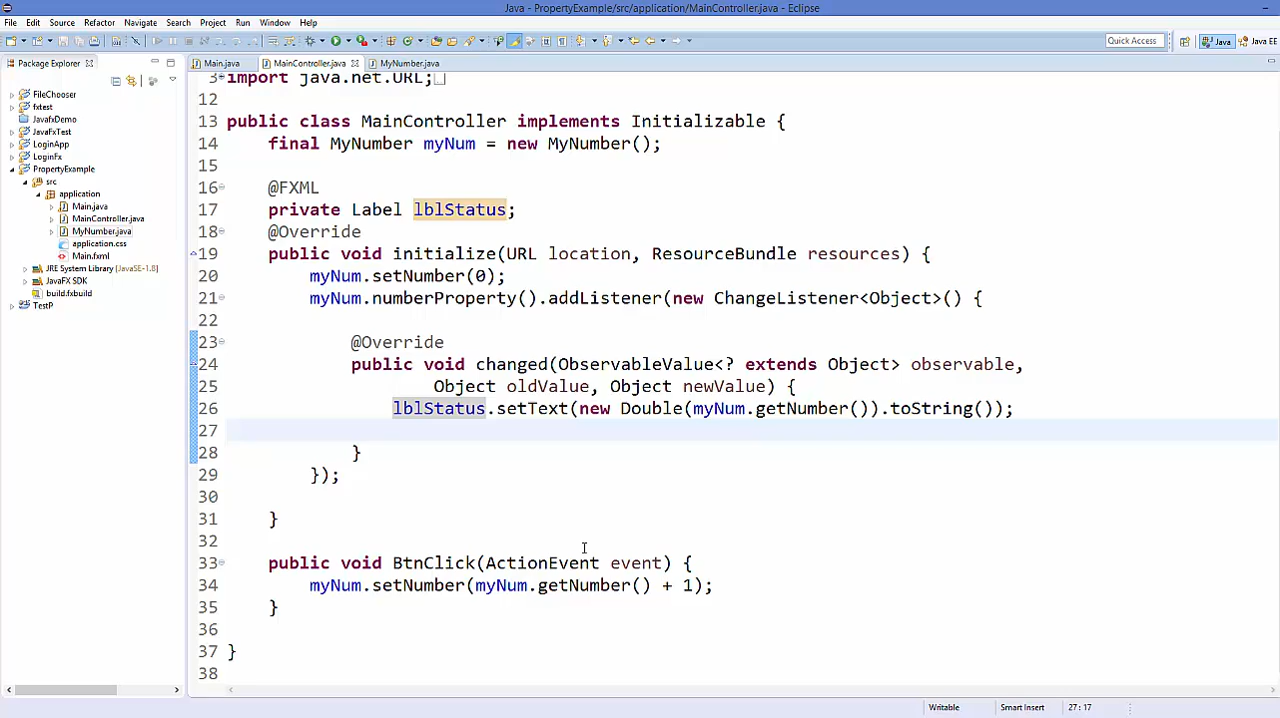 Java - PropertyExample/src/application/MainController.java - Eclipse
File Edit Source Refactor Navigate Search Project Run Window Help
Quick Access Java Java EE
Package Explorer
Main.java MainController.java MyNumber.java
FileChooser
fxtest
JavafxDemo
JavaFxTest
LoginApp
LoginFx
PropertyExample
src
application
Main.java
MainController.java
MyNumber.java
application.css
Main.fxml
JRE System Library [JavaSE-1.8]
JavaFX SDK
build.fxbuild
TestP
3 import java.net.URL;
12
13 public class MainController implements Initializable {
14 final MyNumber myNum = new MyNumber();
15
16 @FXML
17 private Label lblStatus;
18 @Override
19 public void initialize(URL location, ResourceBundle resources) {
20 myNum.setNumber(0);
21 myNum.numberProperty().addListener(new ChangeListener<Object>() {
22
23 @Override
24 public void changed(ObservableValue<? extends Object> observable,
25 Object oldValue, Object newValue) {
26 lblStatus.setText(new Double(myNum.getNumber()).toString());
27
28 }
29 });
30
31 }
32
33 public void BtnClick(ActionEvent event) {
34 myNum.setNumber(myNum.getNumber() + 1);
35 }
36
37 }
38
Writable Smart Insert 27:17